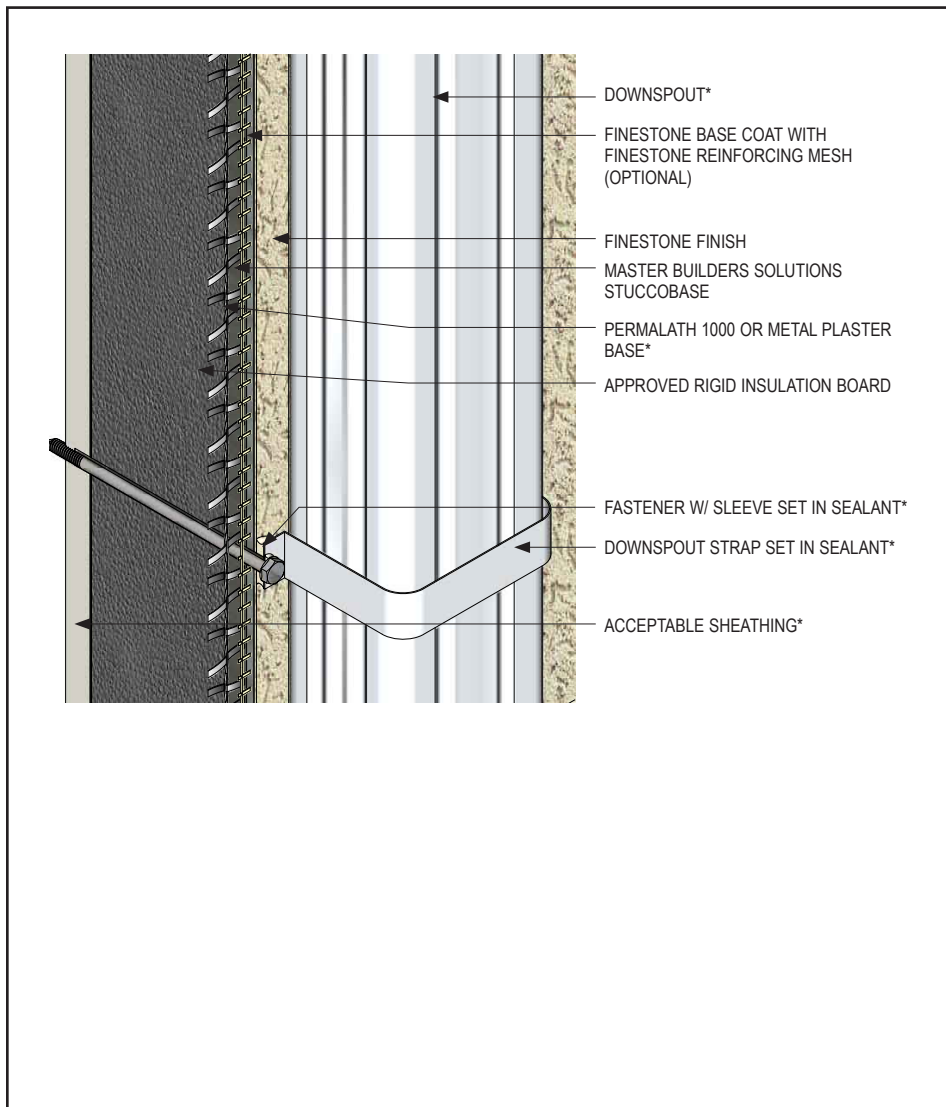 DOWNSPOUT*
FINESTONE BASE COAT WITH
FINESTONE REINFORCING MESH
(OPTIONAL)
FINESTONE FINISH
MASTER BUILDERS SOLUTIONS
STUCCOBASE
PERMALATH 1000 OR METAL PLASTER
BASE*
APPROVED RIGID INSULATION BOARD
FASTENER W/ SLEEVE SET IN SEALANT*
DOWNSPOUT STRAP SET IN SEALANT*
ACCEPTABLE SHEATHING*